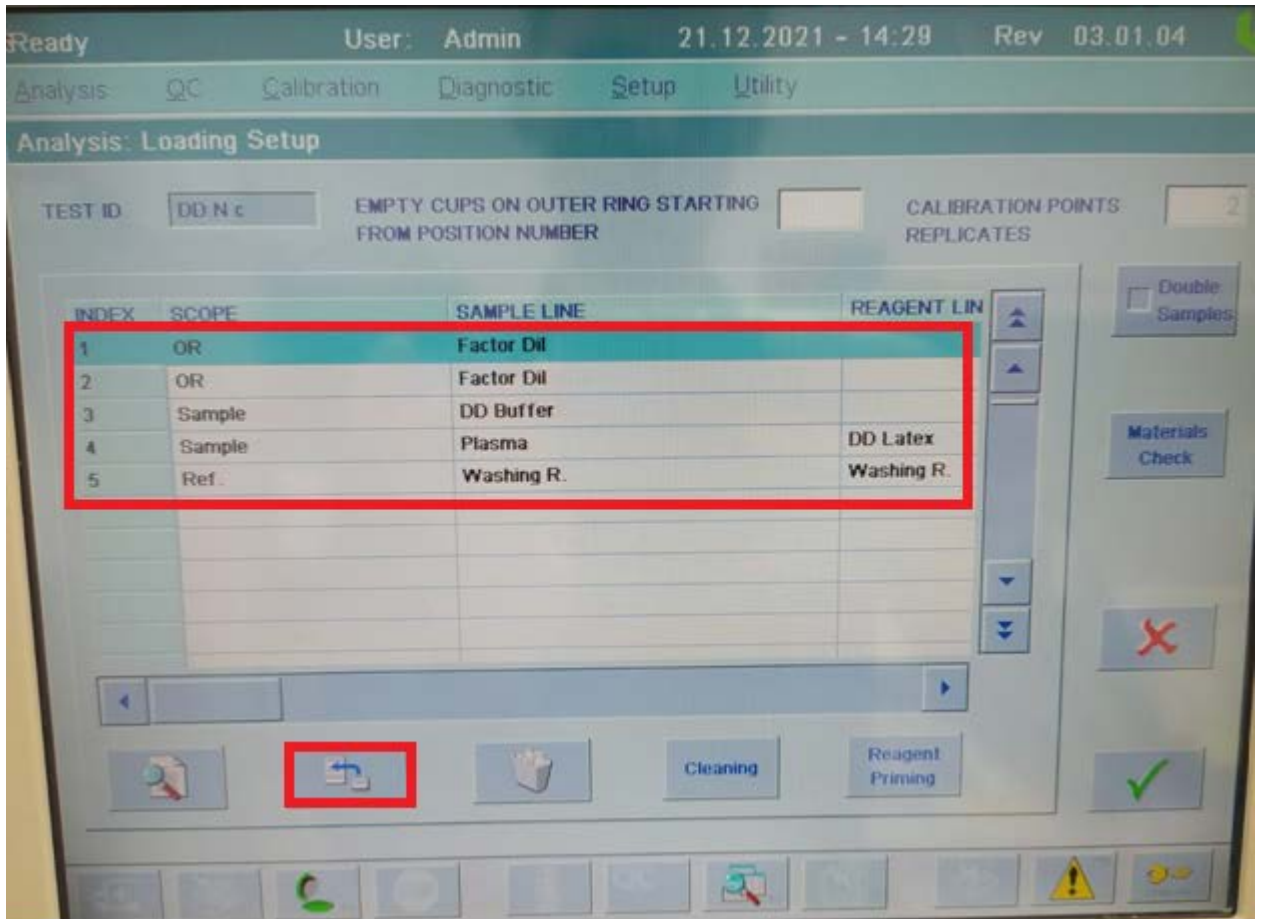 Ready User: Admin 21.12.2021 - 14:29 Rev 03.01.04
Analysis QC Calibration Diagnostic Setup Utility
Analysis: Loading Setup
TEST ID DD N c EMPTY CUPS ON OUTER RING STARTING FROM POSITION NUMBER CALIBRATION POINTS REPLICATES 2
Double Samples
INDEX SCOPE SAMPLE LINE REAGENT LIN
1 OR Factor Dil
2 OR Factor Dil
3 Sample DD Buffer
4 Sample Plasma DD Latex
5 Ref. Washing R. Washing R.
Materials Check
Cleaning Reagent Priming